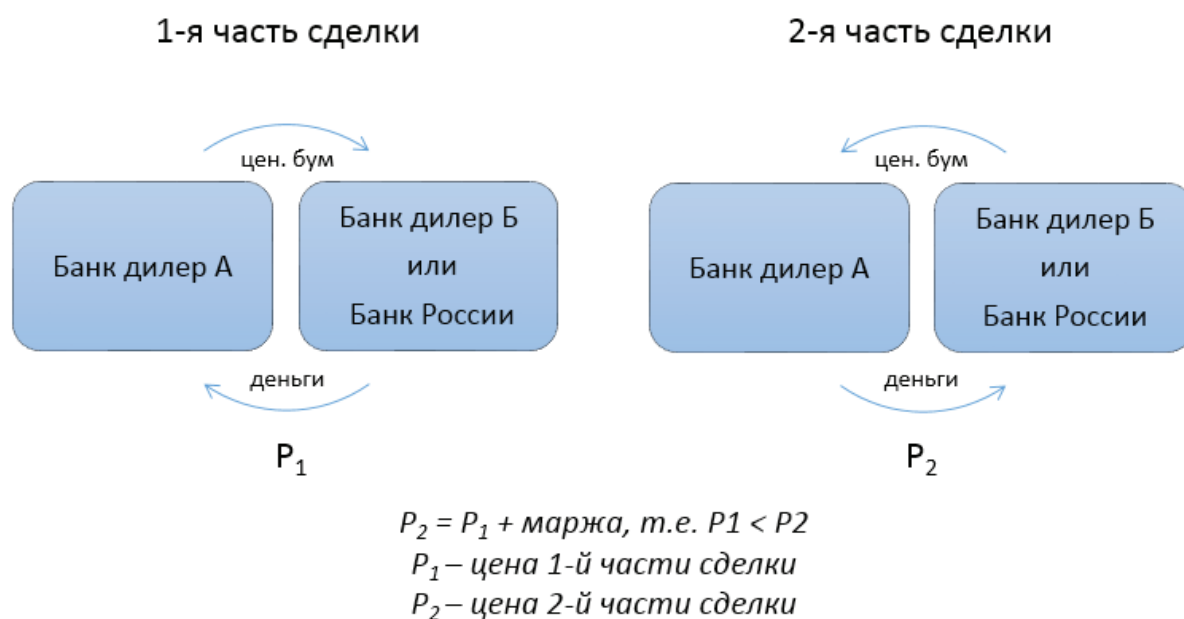 1-я часть сделки
2-я часть сделки
цен. бум
цен. бум
Банк дилер А
Банк дилер Б
или
Банк России
Банк дилер А
Банк дилер Б
или
Банк России
деньги
деньги
P₁
P₂
P₂ = P₁ + маржа, т.е. P1 < P2
P₁ – цена 1-й части сделки
P₂ – цена 2-й части сделки